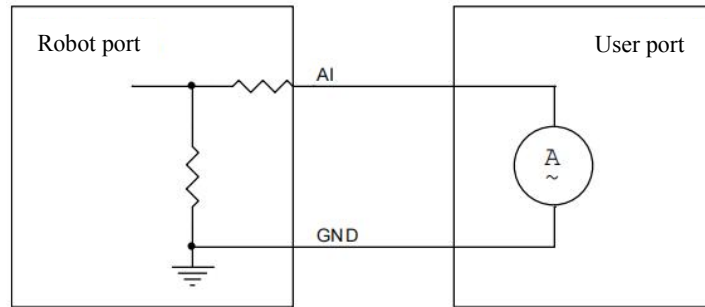 Robot port
User port
AI
A
~
GND